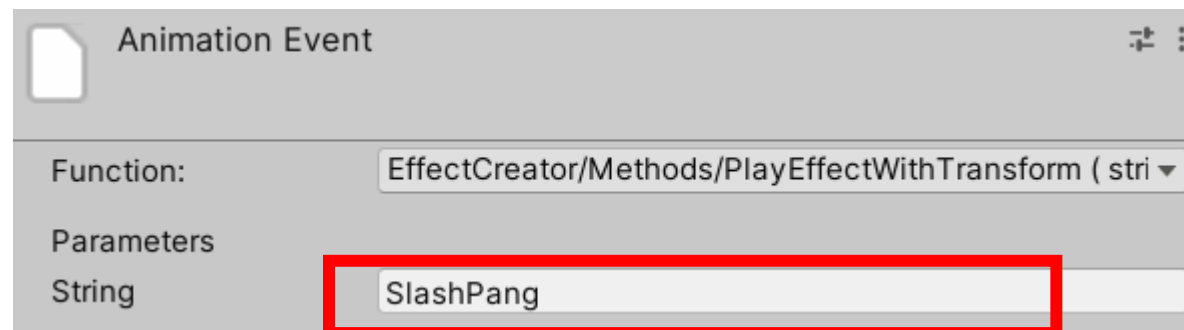 Animation Event
Function: EffectCreator/Methods/PlayEffectWithTransform ( stri
Parameters
String SlashPang